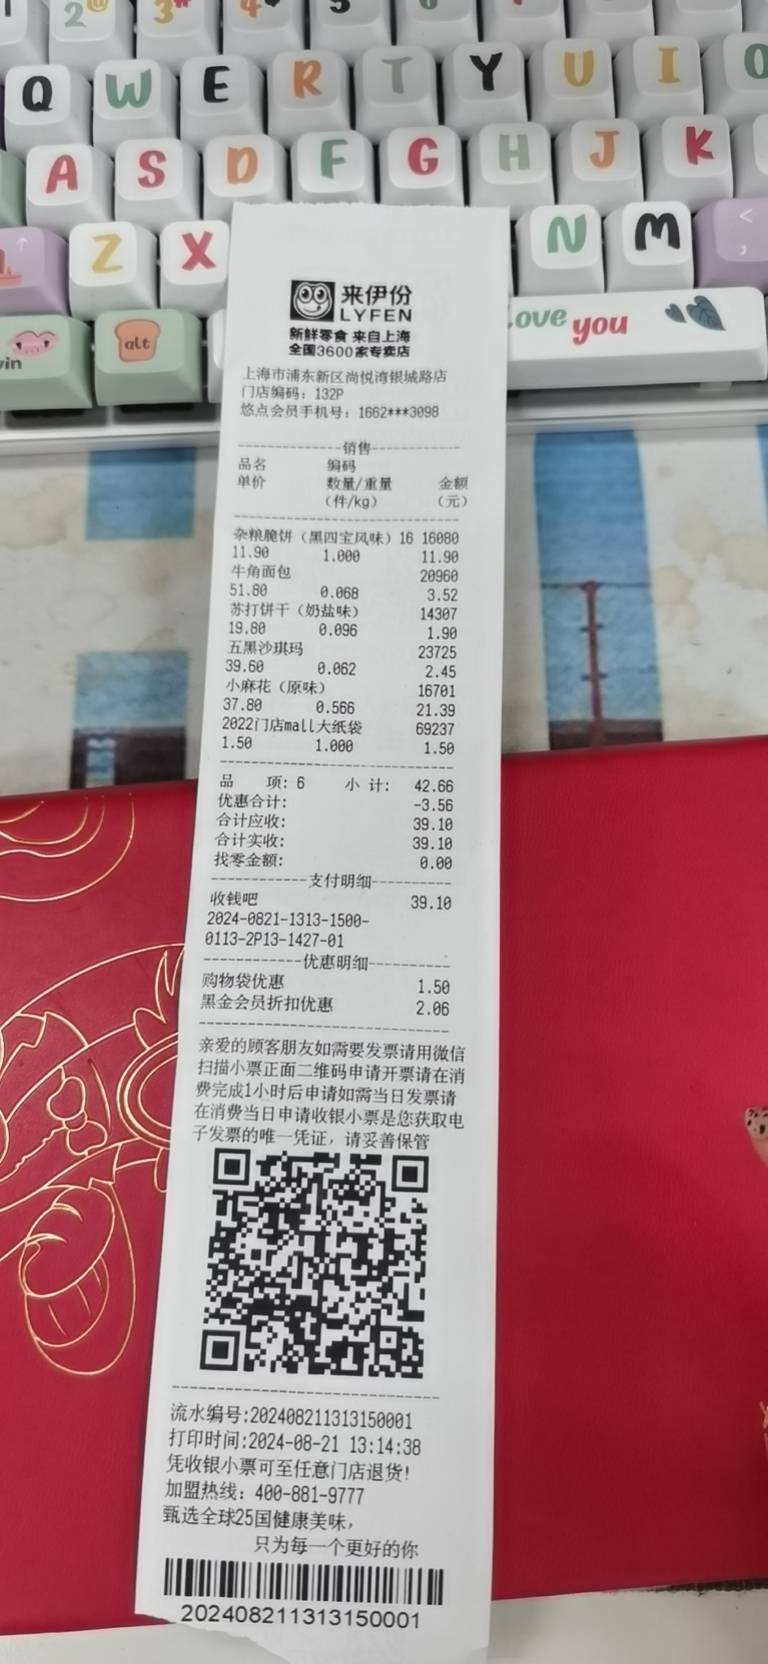 2@ 3# 4 5 6
Q W E R T Y U I O
A S D F G H J K
Z X N M < ,
win alt Love you
来伊份
LYFEN
新鲜零食 来自上海
全国3600家专卖店
上海市浦东新区尚悦湾银城路店
门店编码：132P
悠点会员手机号：1662***3098
------------销售------------
品名 编码
单价 数量/重量 金额
(件/kg) (元)
杂粮脆饼（黑四宝风味）16 16080
11.90 1.000 11.90
牛角面包 20960
51.80 0.068 3.52
苏打饼干（奶盐味） 14307
19.80 0.096 1.90
五黑沙琪玛 23725
39.60 0.062 2.45
小麻花（原味） 16701
37.80 0.566 21.39
2022门店mall大纸袋 69237
1.50 1.000 1.50
品 项: 6 小 计: 42.66
优惠合计: -3.56
合计应收: 39.10
合计实收: 39.10
找零金额: 0.00
------------支付明细------------
收钱吧 39.10
2024-0821-1313-1500-
0113-2P13-1427-01
------------优惠明细------------
购物袋优惠 1.50
黑金会员折扣优惠 2.06
亲爱的顾客朋友如需要发票请用微信
扫描小票正面二维码申请开票请在消
费完成1小时后申请如需当日发票请
在消费当日申请收银小票是您获取电
子发票的唯一凭证，请妥善保管
流水编号:202408211313150001
打印时间:2024-08-21 13:14:38
凭收银小票可至任意门店退货!
加盟热线：400-881-9777
甄选全球25国健康美味，
只为每一个更好的你
202408211313150001